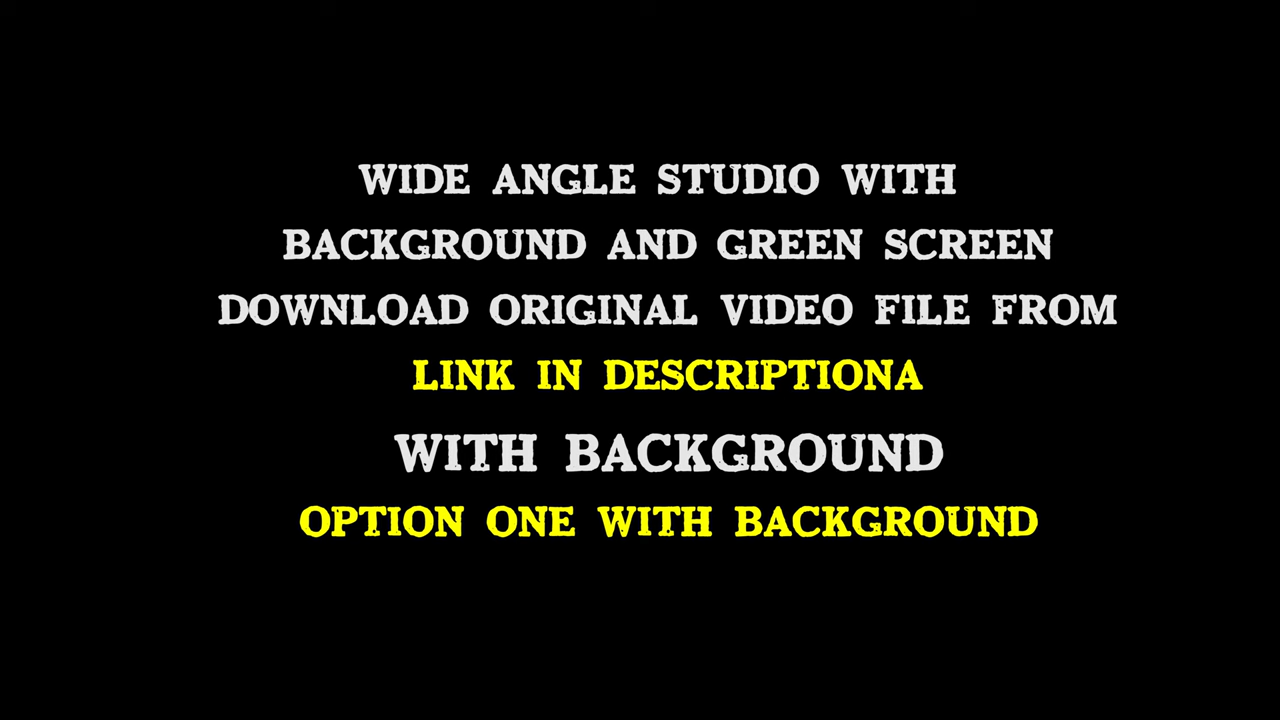 WIDE ANGLE STUDIO WITH
BACKGROUND AND GREEN SCREEN
DOWNLOAD ORIGINAL VIDEO FILE FROM
LINK IN DESCRIPTIONA
WITH BACKGROUND
OPTION ONE WITH BACKGROUND